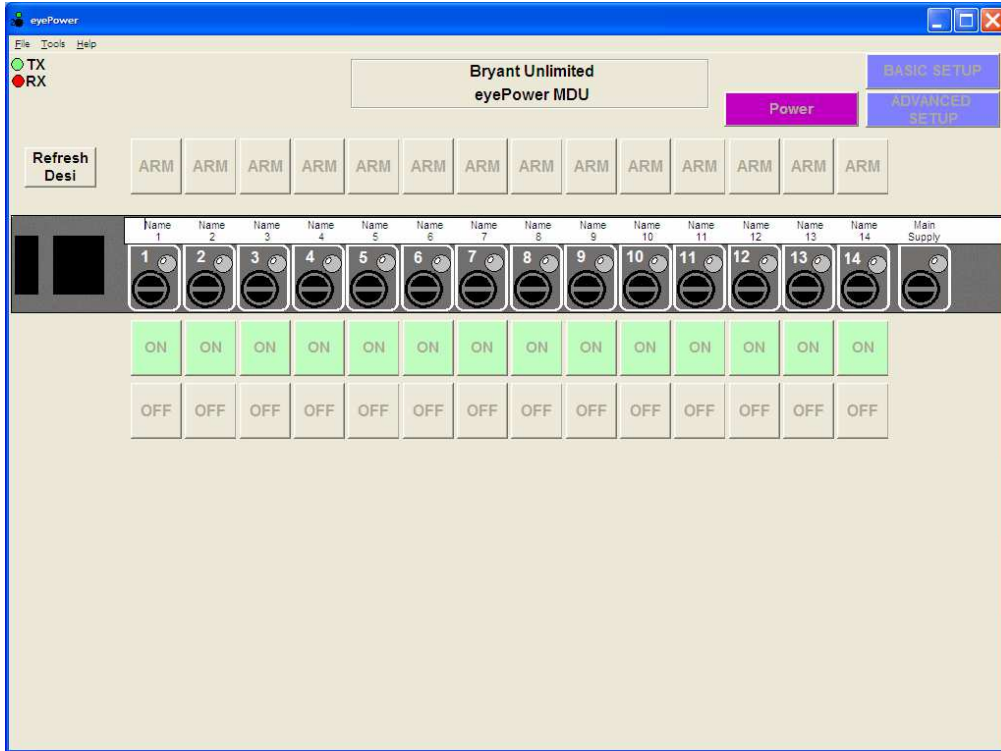 eyePower
File Tools Help
TX
RX
Bryant Unlimited
eyePower MDU
BASIC SETUP
Power
ADVANCED
SETUP
Refresh
Desi
ARM ARM ARM ARM ARM ARM ARM ARM ARM ARM ARM ARM ARM ARM
Name Name Name Name Name Name Name Name Name Name Name Name Name Name Main
1 2 3 4 5 6 7 8 9 10 11 12 13 14 Supply
1 2 3 4 5 6 7 8 9 10 11 12 13 14
ON ON ON ON ON ON ON ON ON ON ON ON ON ON
OFF OFF OFF OFF OFF OFF OFF OFF OFF OFF OFF OFF OFF OFF